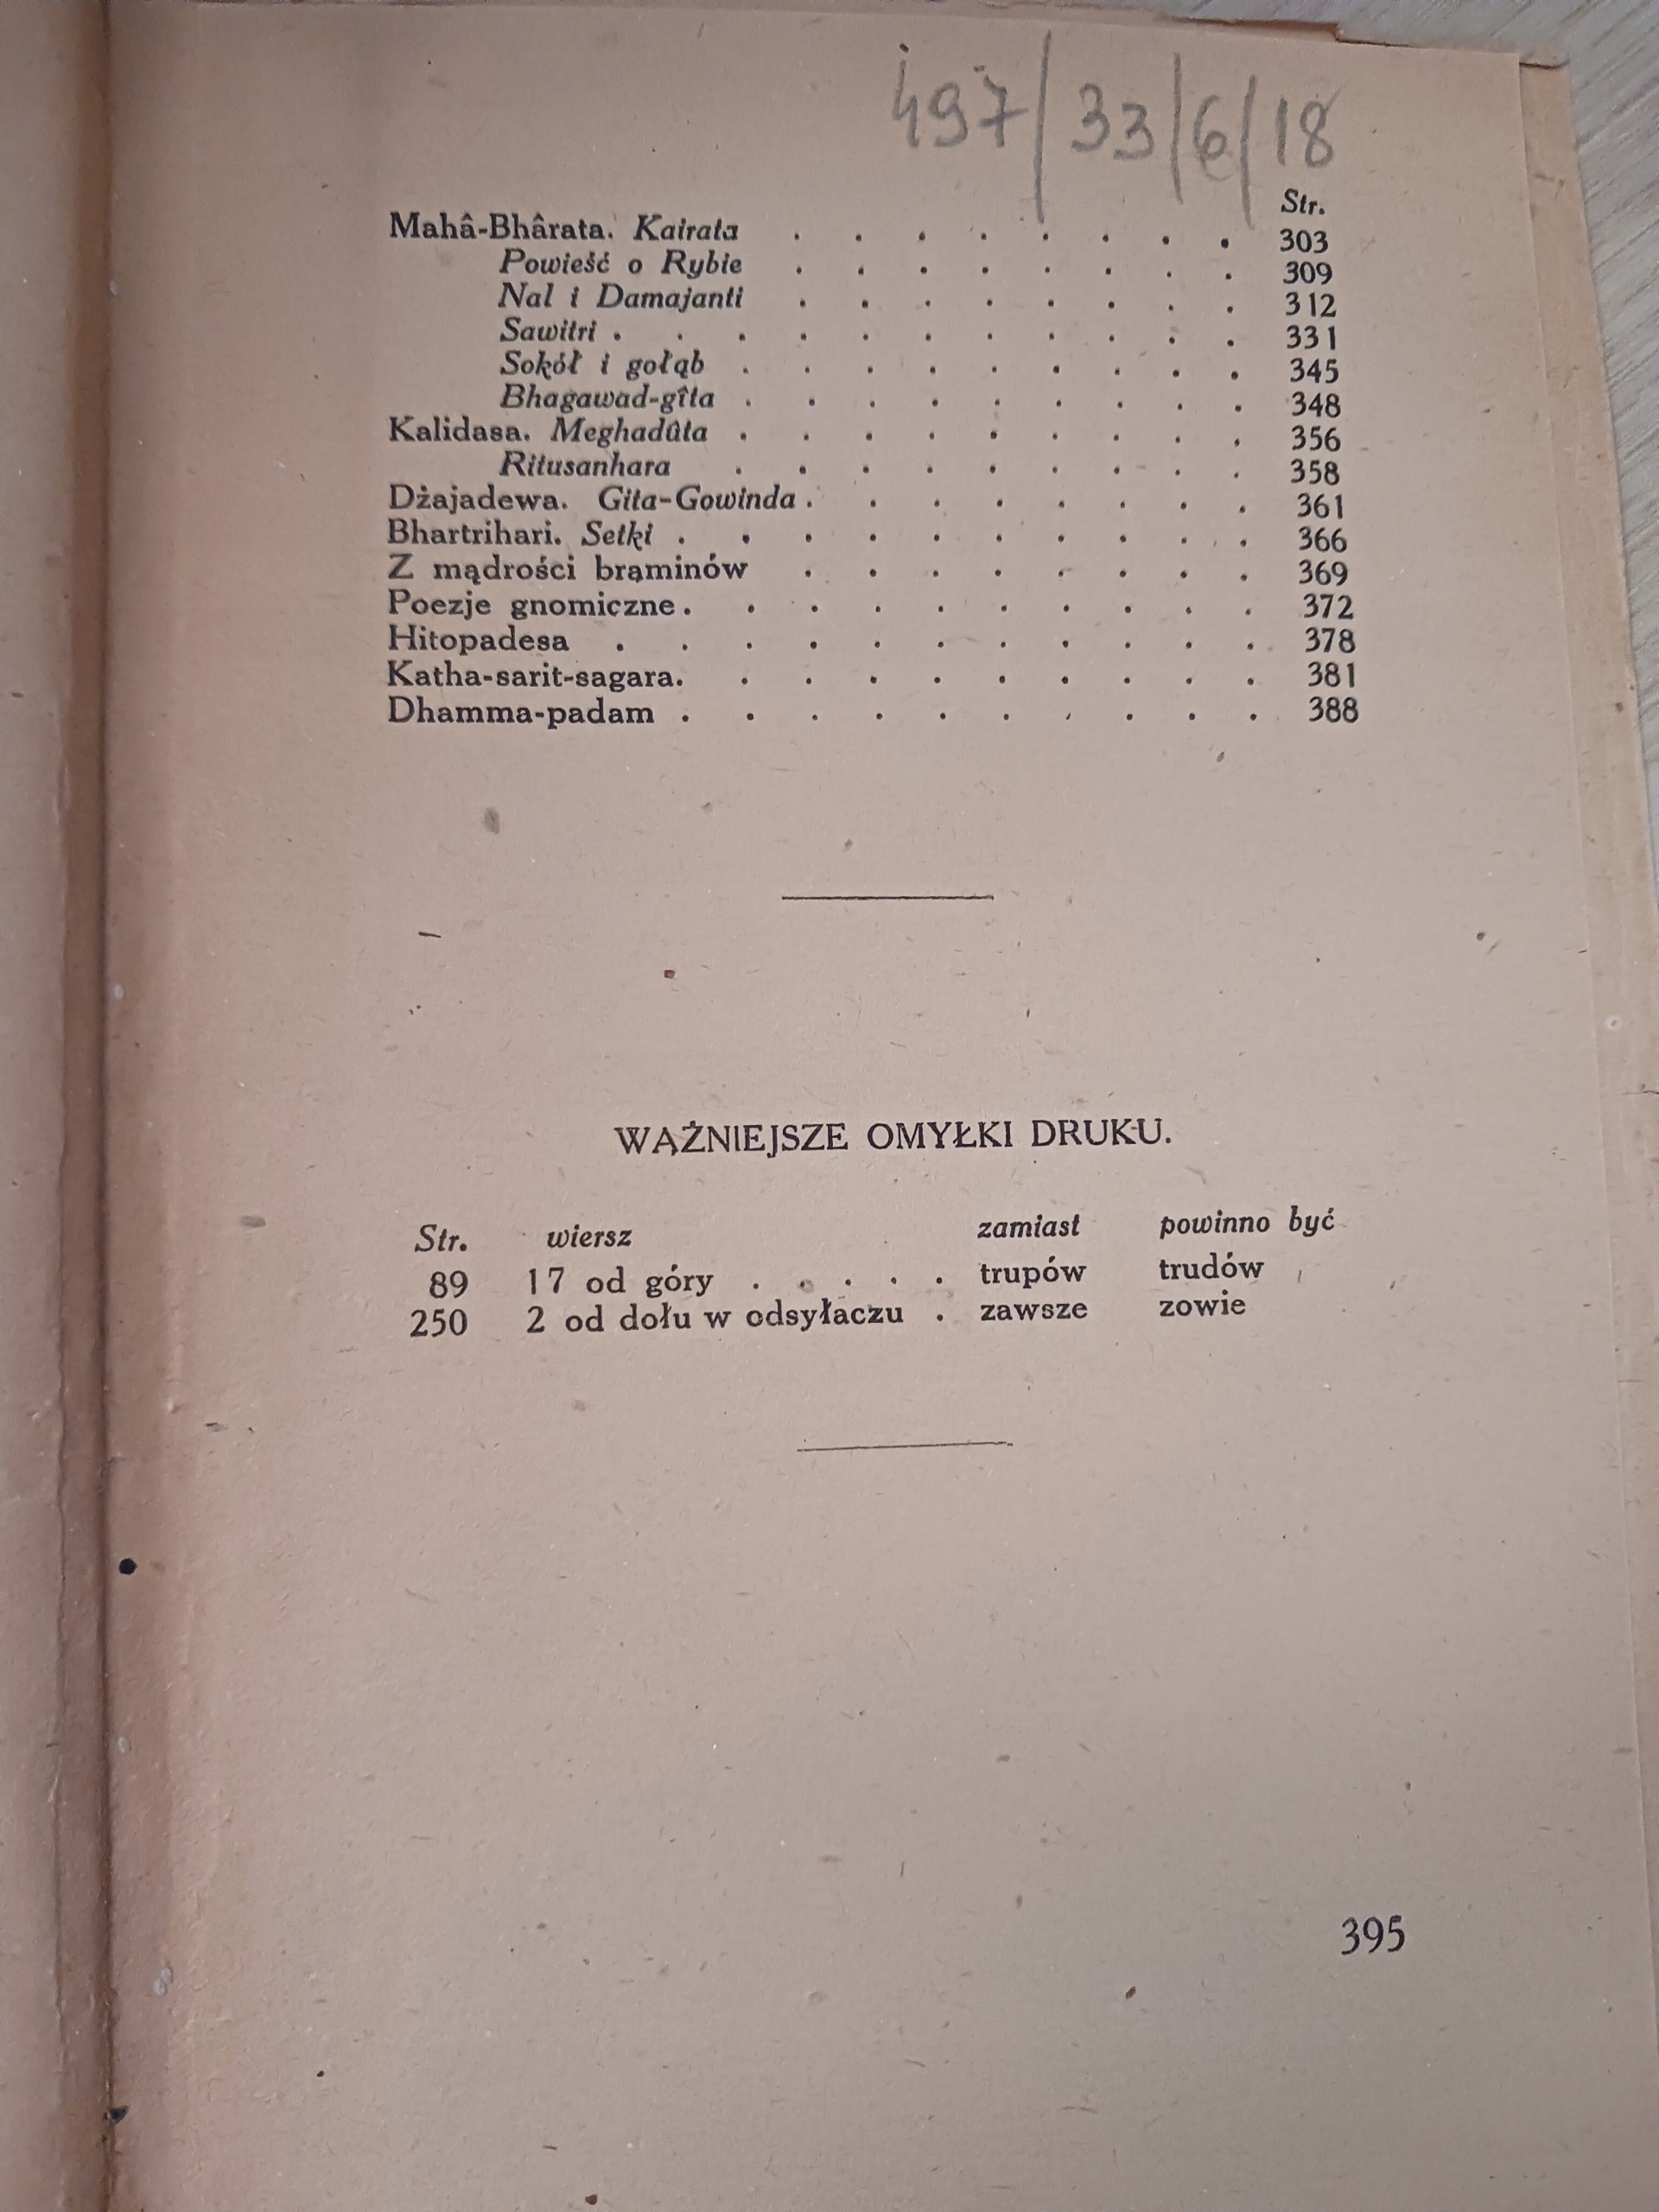 497/33/6/18
Str.
Mahâ-Bhârata. Kairata . . . . . . . . 303
Powieść o Rybie . . . . . . . . 309
Nal i Damajanti . . . . . . . . 312
Sawitri . . . . . . . . . . . 331
Sokół i gołąb . . . . . . . . . 345
Bhagawad-gîta . . . . . . . . . 348
Kalidasa. Meghadûta . . . . . . . . . 356
Ritusanhara . . . . . . . . . 358
Dżajadewa. Gita-Gowinda . . . . . . . . 361
Bhartrihari. Setki . . . . . . . . . . 366
Z mądrości braminów . . . . . . . . 369
Poezje gnomiczne . . . . . . . . . . 372
Hitopadesa . . . . . . . . . . . 378
Katha-sarit-sagara. . . . . . . . . . 381
Dhamma-padam . . . . . . . . . . 388
WAŻNIEJSZE OMYŁKI DRUKU.
Str. wiersz zamiast powinno być
89 17 od góry . . . . . trupów trudów
250 2 od dołu w odsyłaczu . zawsze zowie
395